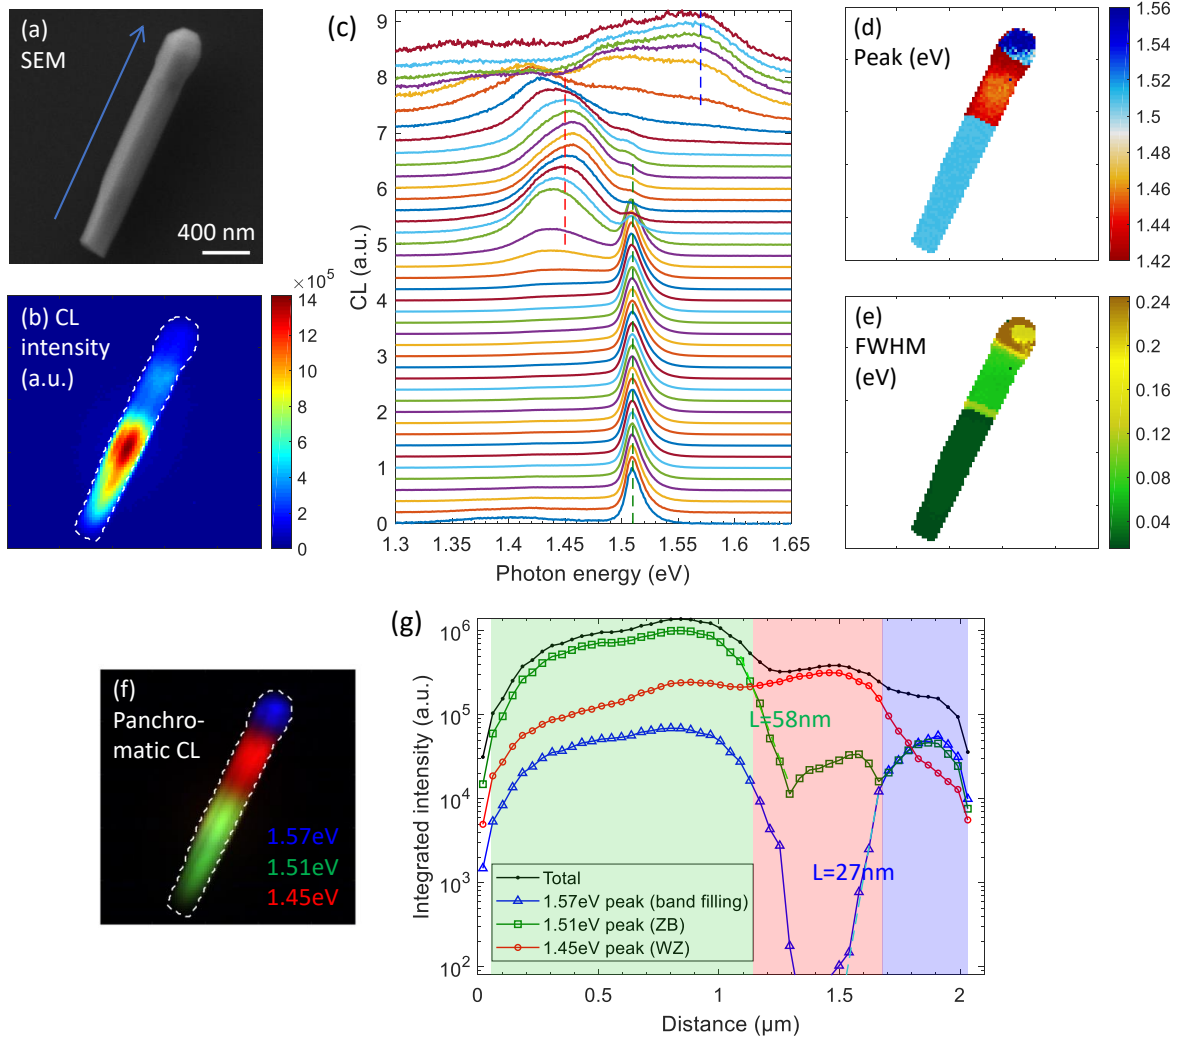 (a)
SEM
400 nm
(b) CL
intensity
(a.u.)
×10⁵
14
12
10
8
6
4
2
0
(c)
CL (a.u.)
9
8
7
6
5
4
3
2
1
0
1.3
1.35
1.4
1.45
1.5
1.55
1.6
1.65
Photon energy (eV)
(d)
Peak (eV)
1.56
1.54
1.52
1.50
1.48
1.46
1.44
1.42
(e)
FWHM
(eV)
0.24
0.20
0.16
0.12
0.08
0.04
(f)
Panchro-
matic CL
1.57eV
1.51eV
1.45eV
(g)
Integrated intensity (a.u.)
10⁶
10⁵
10⁴
10³
10²
L=58nm
L=27nm
Total
1.57eV peak (band filling)
1.51eV peak (ZB)
1.45eV peak (WZ)
0
0.5
1
1.5
2
Distance (μm)